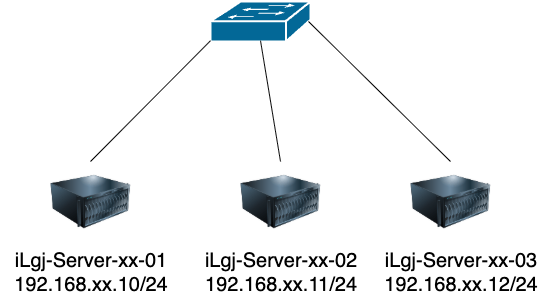 iLgj-Server-xx-01
192.168.xx.10/24
iLgj-Server-xx-02
192.168.xx.11/24
iLgj-Server-xx-03
192.168.xx.12/24